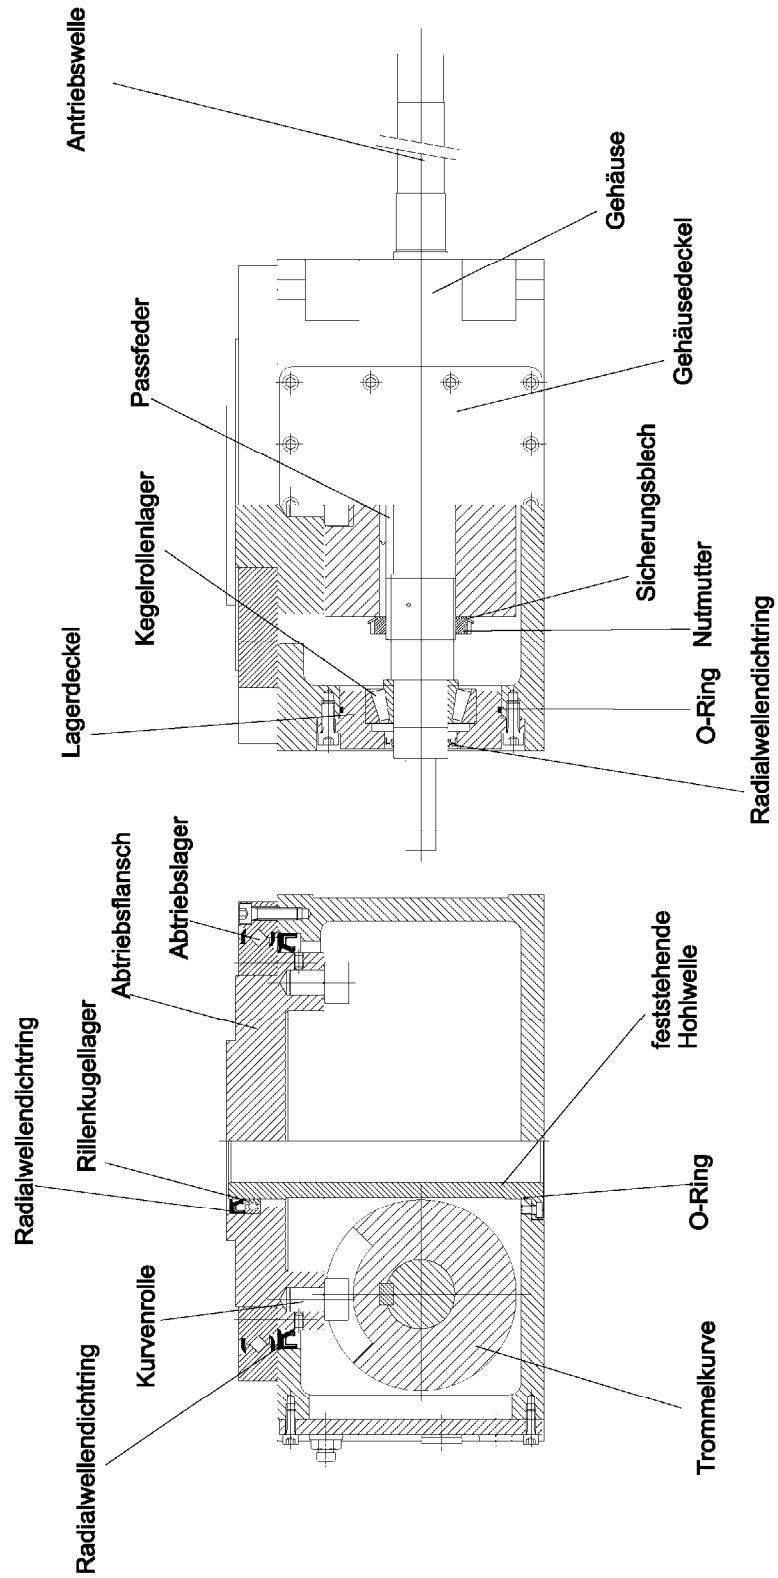 Radialwellendichtring
Kurvenrolle
Radialwellendichtring
Rillenkugellager
Abtriebsflansch
Abtriebslager
Trommelkurve
O-Ring
feststehende
Hohlwelle
Lagerdeckel
Kegelrollenlager
Passfeder
Antriebswelle
Radialwellendichtring
O-Ring
Nutmutter
Sicherungsblech
Gehäusedeckel
Gehäuse